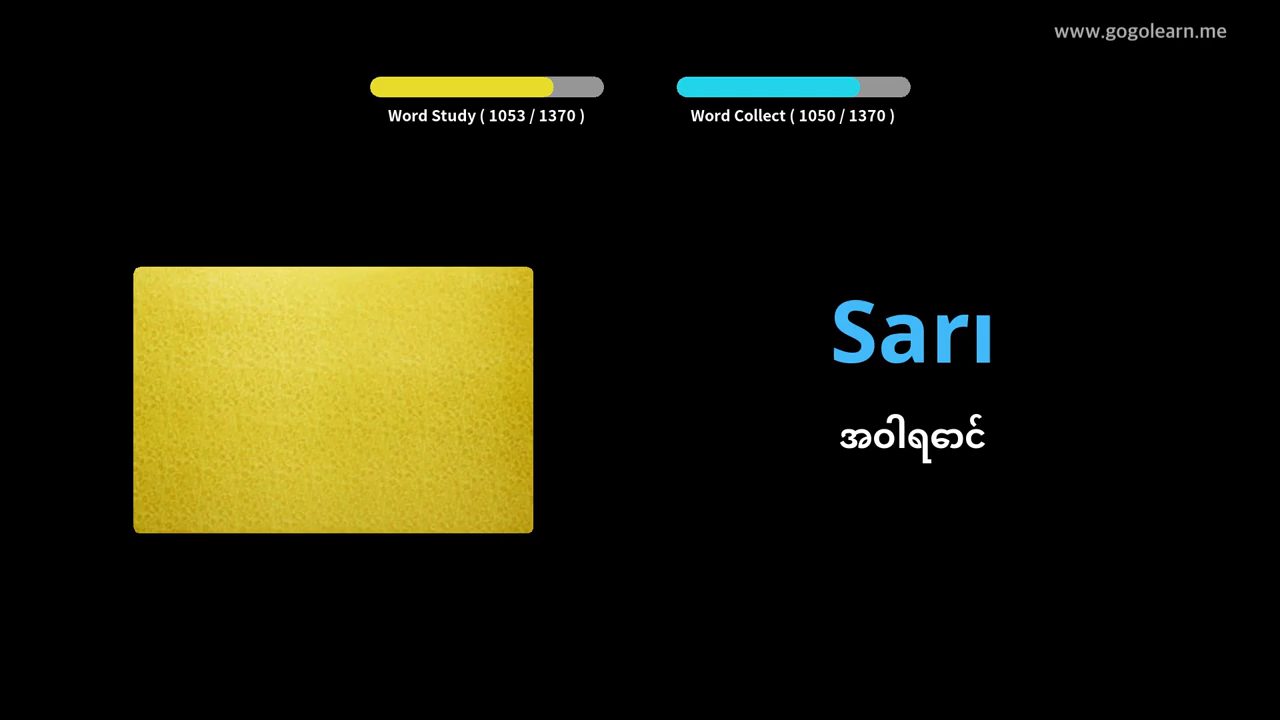 www.gogolearn.me
Word Study ( 1053 / 1370 )
Word Collect ( 1050 / 1370 )
Sarı
အဝါရောင်